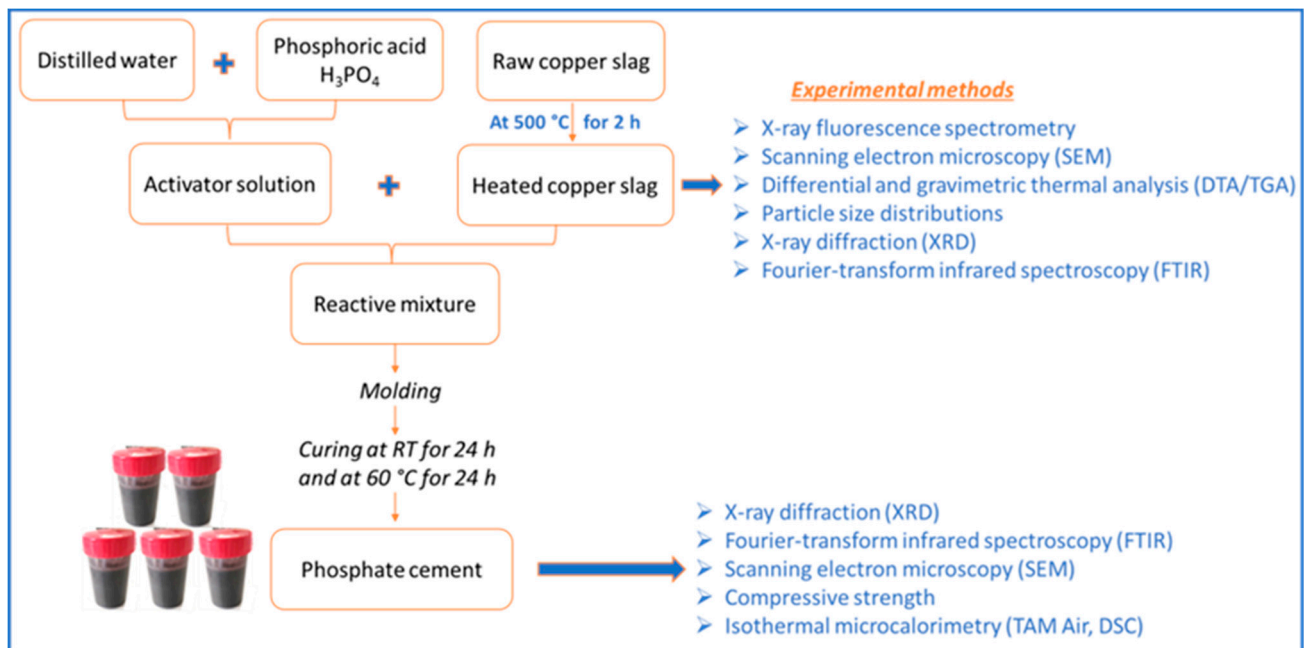 Distilled water
+
Phosphoric acid
H₃PO₄
Raw copper slag
At 500 °C for 2 h
Activator solution
+
Heated copper slag
Experimental methods
➢ X-ray fluorescence spectrometry
➢ Scanning electron microscopy (SEM)
➢ Differential and gravimetric thermal analysis (DTA/TGA)
➢ Particle size distributions
➢ X-ray diffraction (XRD)
➢ Fourier-transform infrared spectroscopy (FTIR)
Reactive mixture
Molding
Curing at RT for 24 h
and at 60 °C for 24 h
Phosphate cement
➢ X-ray diffraction (XRD)
➢ Fourier-transform infrared spectroscopy (FTIR)
➢ Scanning electron microscopy (SEM)
➢ Compressive strength
➢ Isothermal microcalorimetry (TAM Air, DSC)